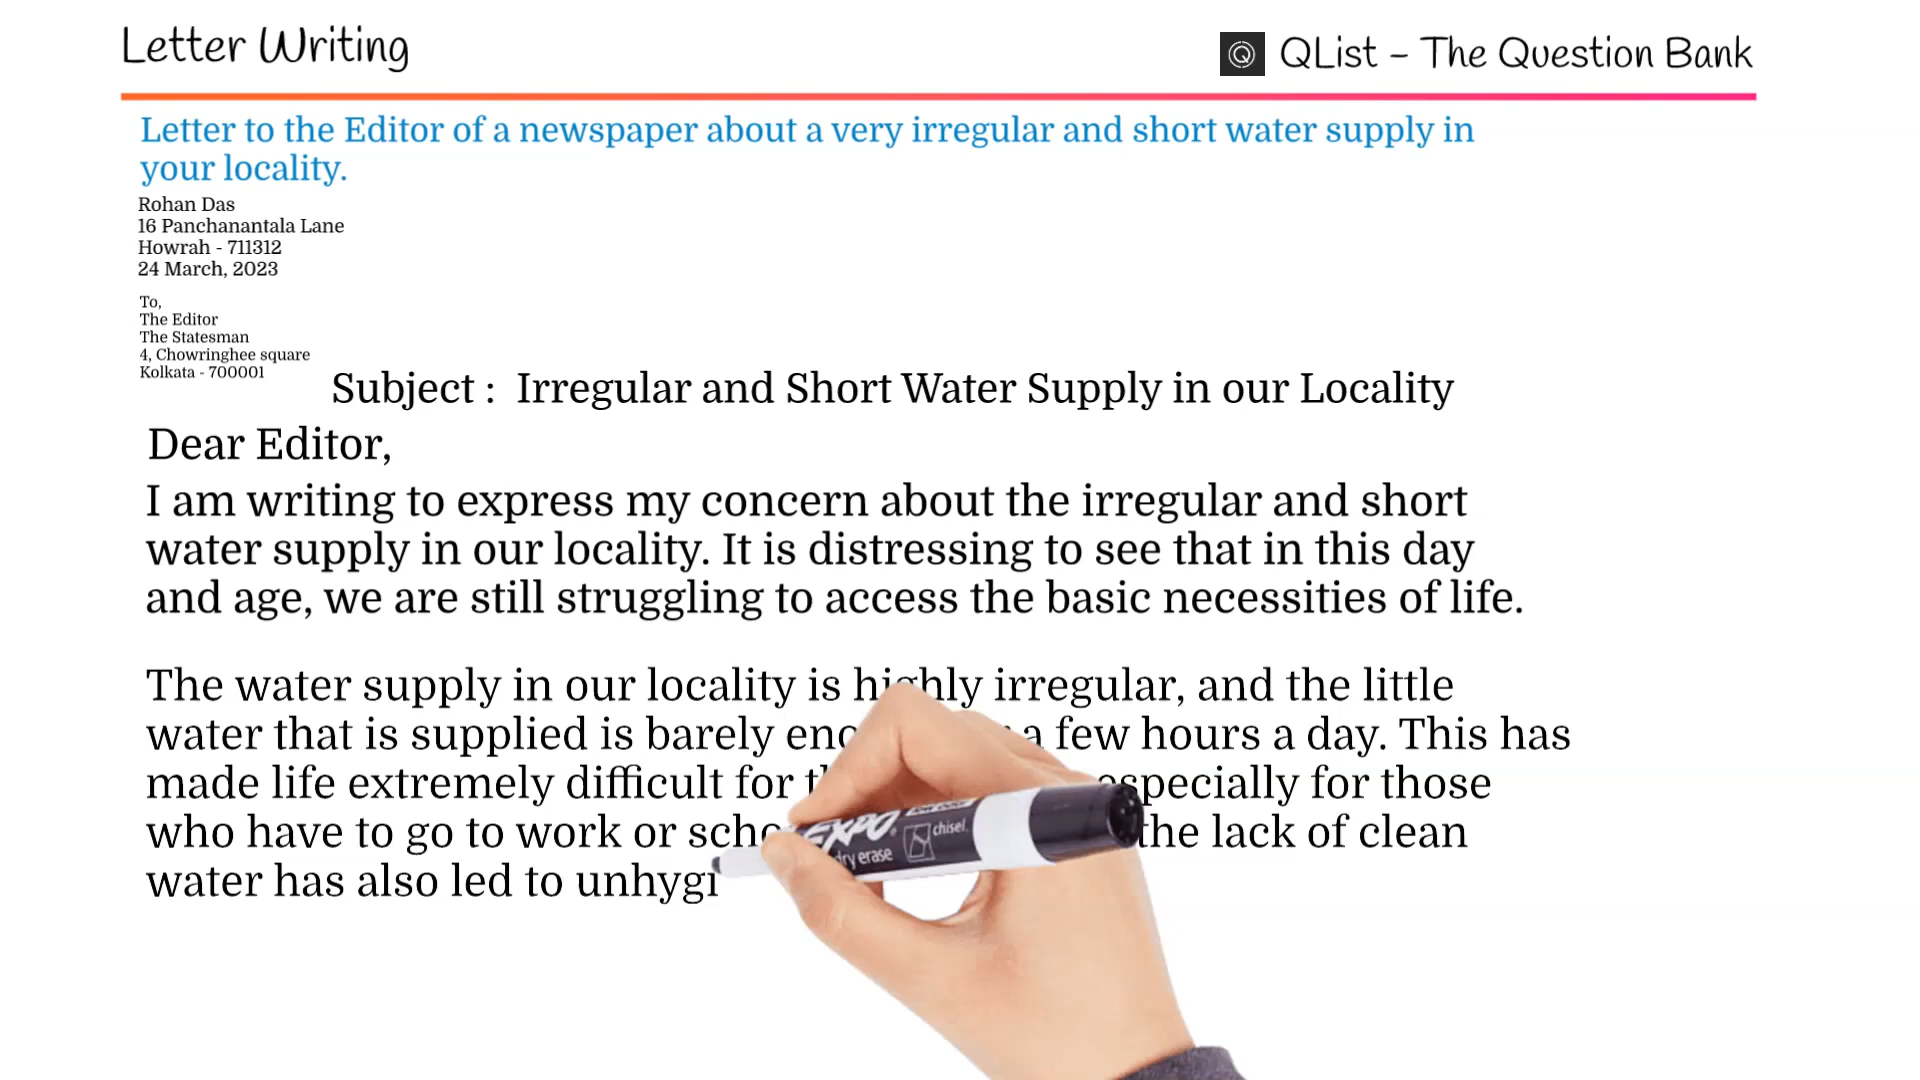 Letter Writing
QList - The Question Bank
Letter to the Editor of a newspaper about a very irregular and short water supply in
your locality.
Rohan Das
16 Panchanantala Lane
Howrah - 711312
24 March, 2023
To,
The Editor
The Statesman
4, Chowringhee square
Kolkata - 700001
Subject : Irregular and Short Water Supply in our Locality
Dear Editor,
I am writing to express my concern about the irregular and short
water supply in our locality. It is distressing to see that in this day
and age, we are still struggling to access the basic necessities of life.
The water supply in our locality is highly irregular, and the little
water that is supplied is barely a few hours a day. This has
made life extremely difficult for especially for those
who have to go to work or the lack of clean
water has also led to unhygi
EXPO
chisel
dry erase